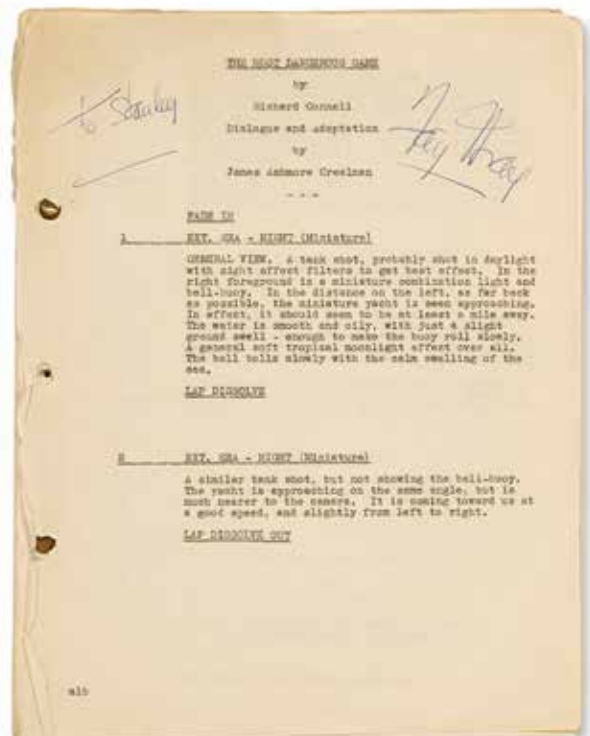 THE MOST DANGEROUS GAME
by
Richard Connell
To Stanley
Fay Wray
Dialogue and Adaptation
by
James Ashmore Creelman
- - -
FADE IN
1 EXT. SEA - NIGHT (Miniature)
GENERAL VIEW. A tank shot, probably shot in daylight
with night effect filters to get best effect. In the
right foreground is a miniature combination light and
bell-buoy. In the distance on the left, as far back
as possible, the miniature yacht is seen approaching.
In effect, it should seem to be at least a mile away.
The water is smooth and oily, with just a slight
ground swell - enough to make the buoy roll slowly.
A general soft tropical moonlight effect over all.
The bell tolls slowly with the calm swelling of the
sea.
LAP DISSOLVE
2 EXT. SEA - NIGHT (Miniature)
A similar tank shot, but not showing the bell-buoy.
The yacht is approaching on the same angle, but is
much nearer to the camera. It is coming toward us at
a good speed, and slightly from left to right.
LAP DISSOLVE OUT